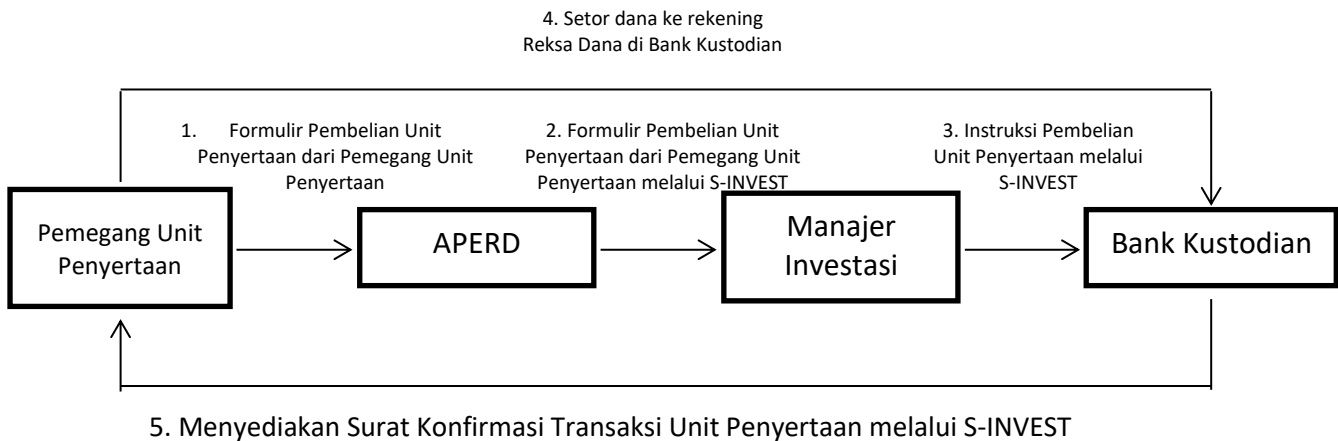 4. Setor dana ke rekening
Reksa Dana di Bank Kustodian
1. Formulir Pembelian Unit
Penyertaan dari Pemegang Unit
Penyertaan
2. Formulir Pembelian Unit
Penyertaan dari Pemegang Unit
Penyertaan melalui S-INVEST
3. Instruksi Pembelian
Unit Penyertaan melalui
S-INVEST
Pemegang Unit
Penyertaan
APERD
Manajer
Investasi
Bank Kustodian
5. Menyediakan Surat Konfirmasi Transaksi Unit Penyertaan melalui S-INVEST